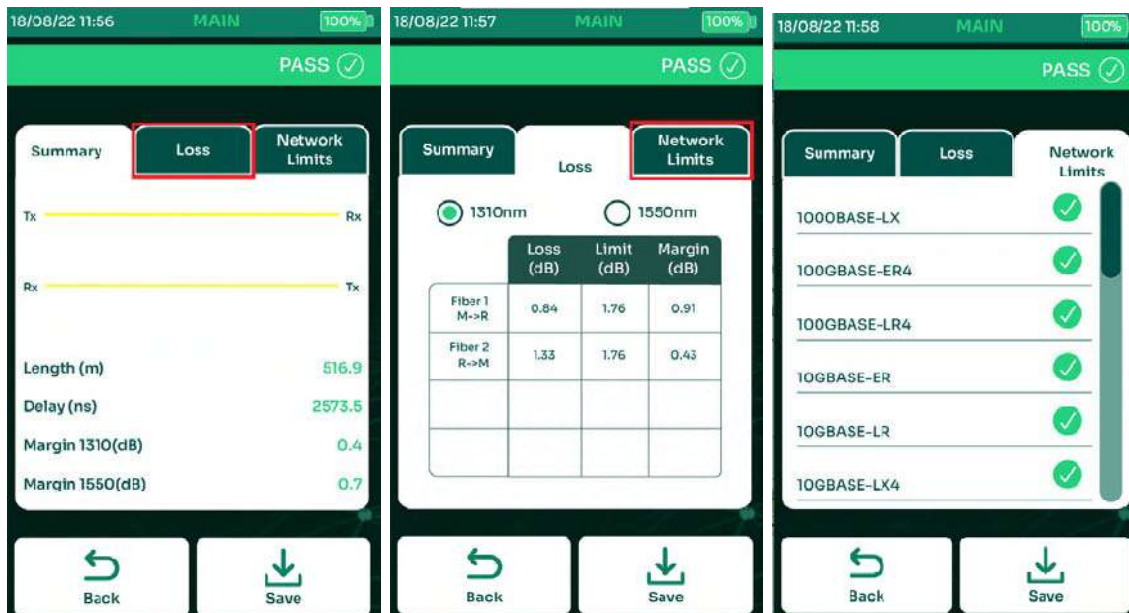 18/08/22 11:56 MAIN 100%
PASS
Summary Loss Network Limits
Tx Rx
Rx Tx
Length (m) 516.9
Delay (ns) 2573.5
Margin 1310(dB) 0.4
Margin 1550(dB) 0.7
Back Save
18/08/22 11:57 MAIN 100%
PASS
Summary Loss Network Limits
1310nm 1550nm
Loss (dB) Limit (dB) Margin (dB)
Fiber 1 M->R 0.84 1.76 0.91
Fiber 2 R->M 1.33 1.76 0.43
Back Save
18/08/22 11:58 MAIN 100%
PASS
Summary Loss Network Limits
1000BASE-LX
100GBASE-ER4
100GBASE-LR4
10GBASE-ER
10GBASE-LR
10GBASE-LX4
Back Save